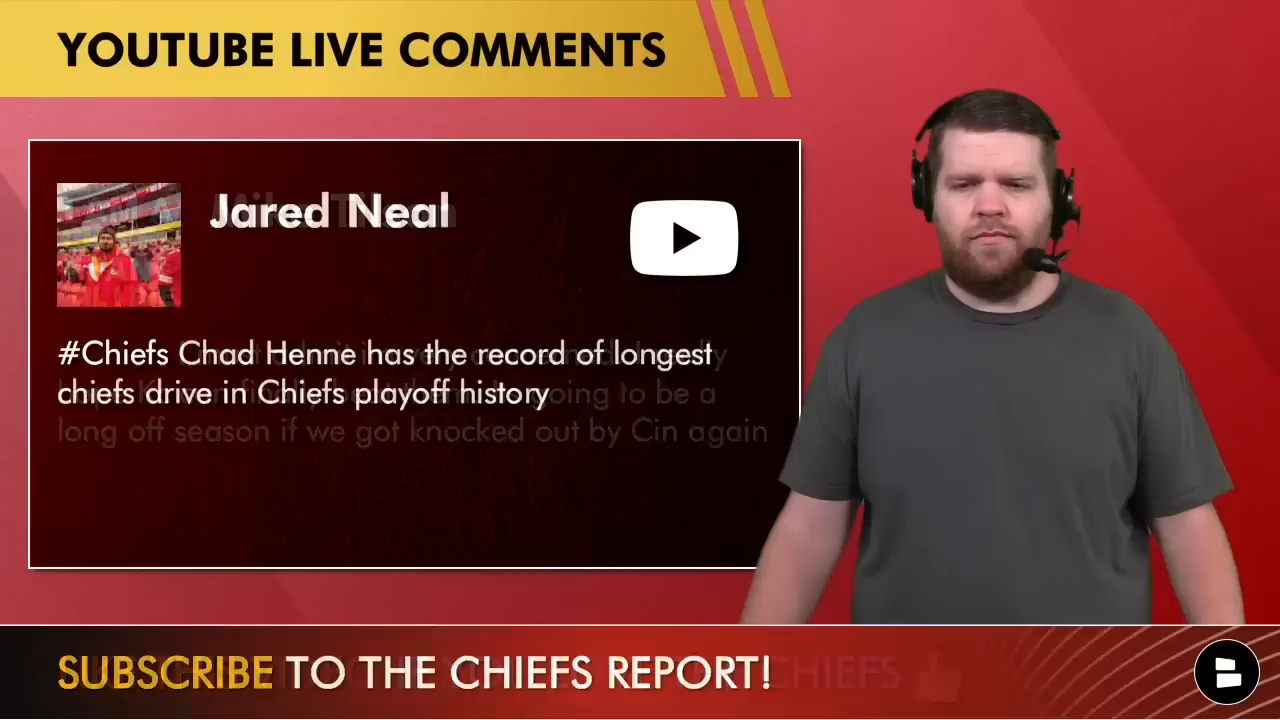 YOUTUBE LIVE COMMENTS
Jared Neal
#Chiefs Chad Henne has the record of longest
chiefs drive in Chiefs playoff history
long off season if we got knocked out by Cin again
SUBSCRIBE TO THE CHIEFS REPORT!
CHIEFS